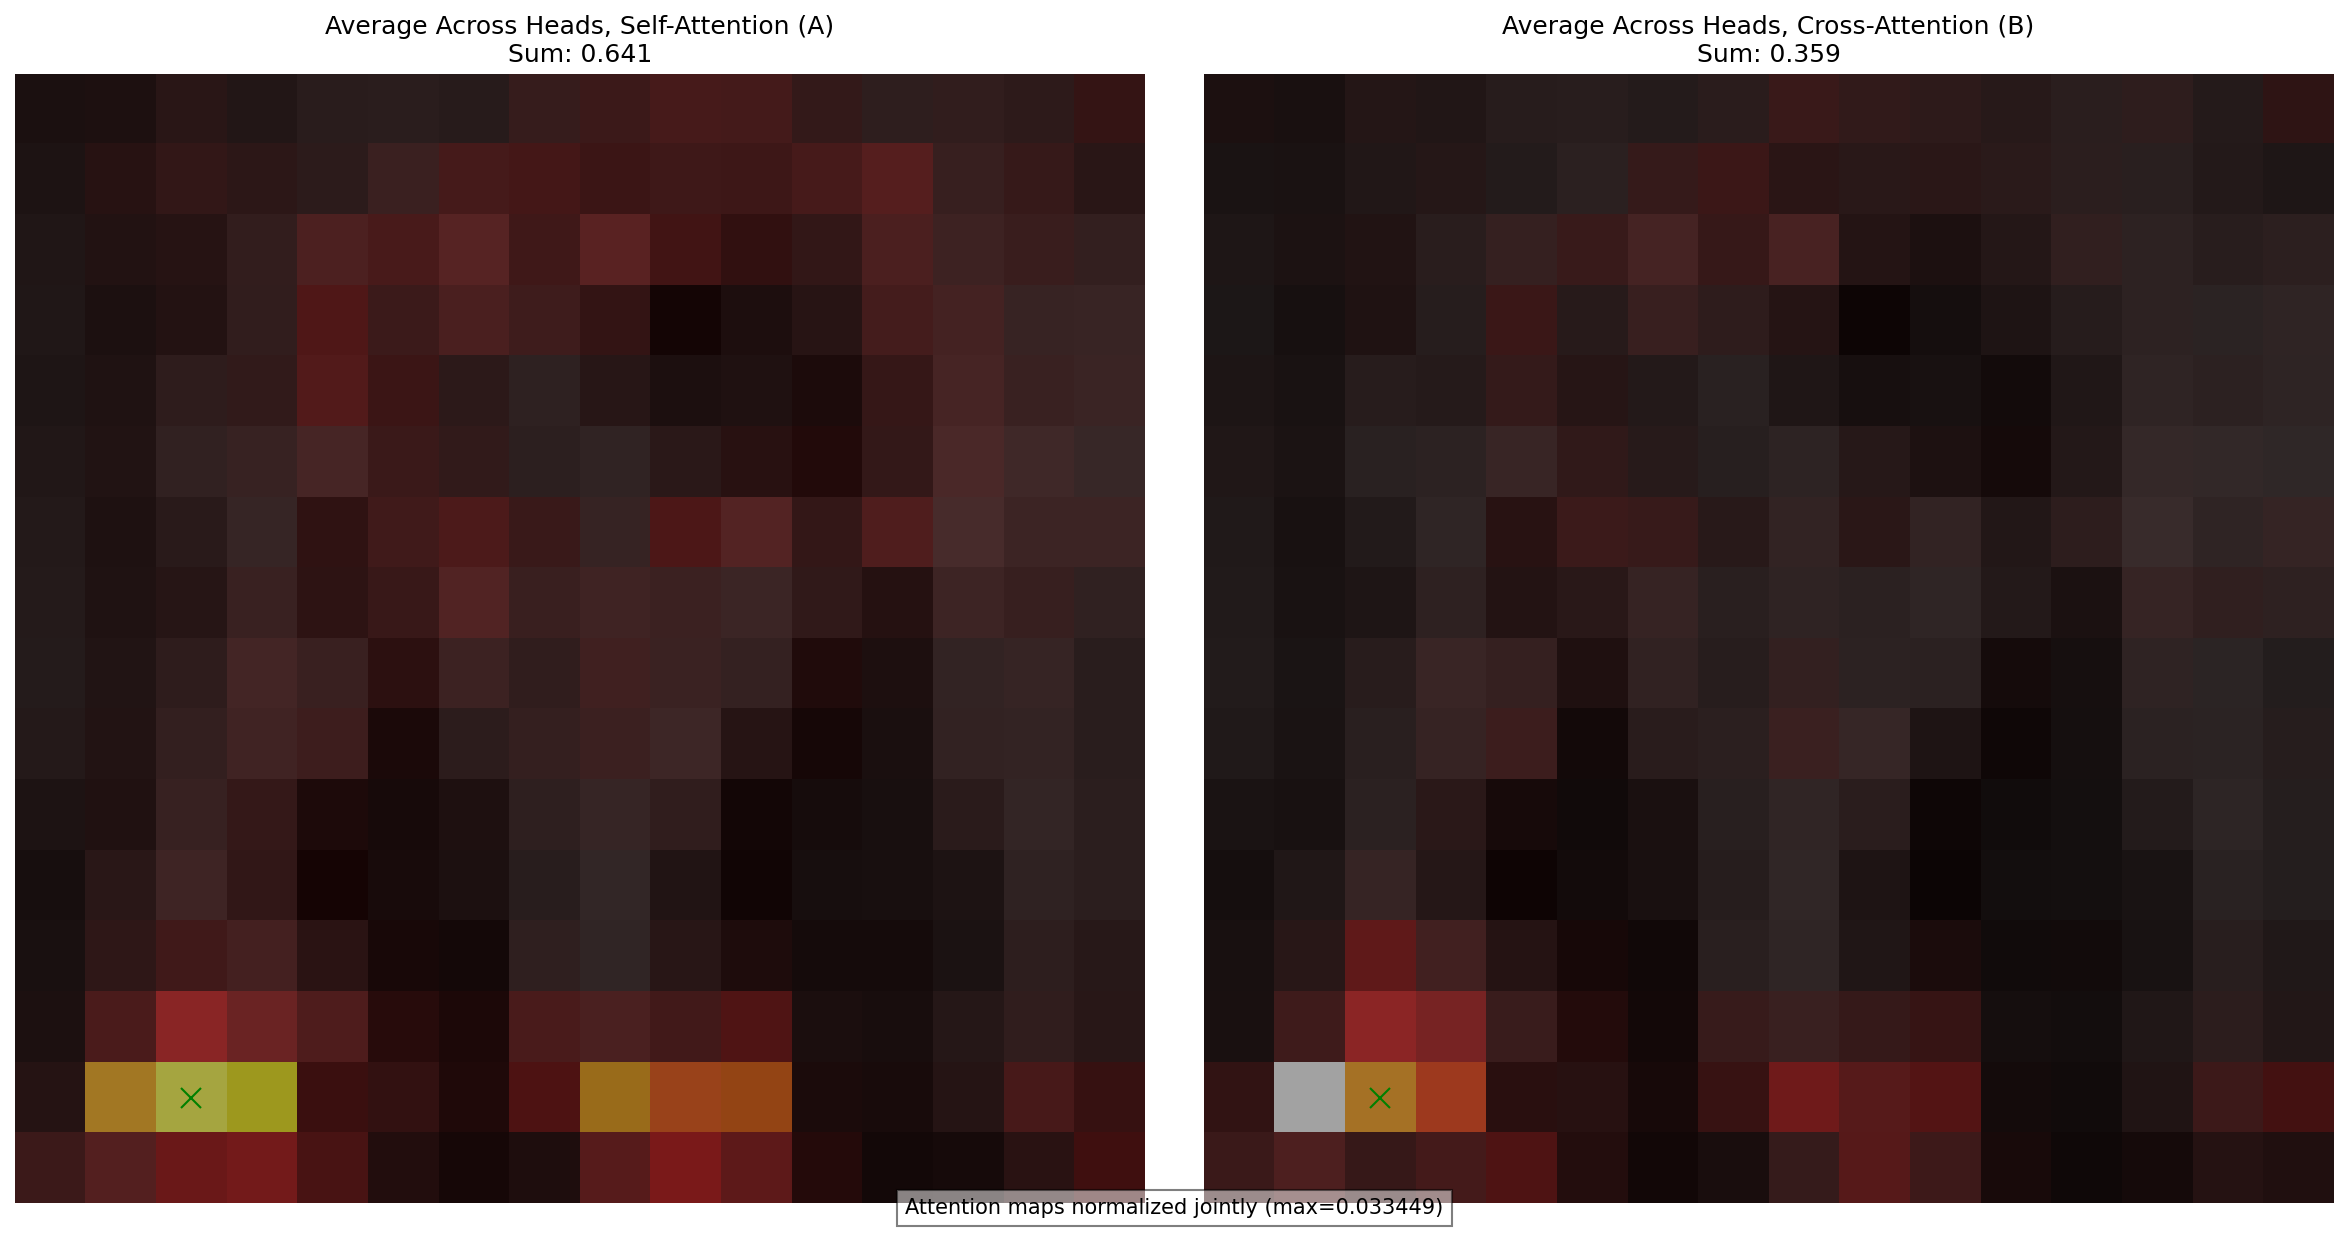 Average Across Heads, Self-Attention (A)
Sum: 0.641
Average Across Heads, Cross-Attention (B)
Sum: 0.359
Attention maps normalized jointly (max=0.033449)